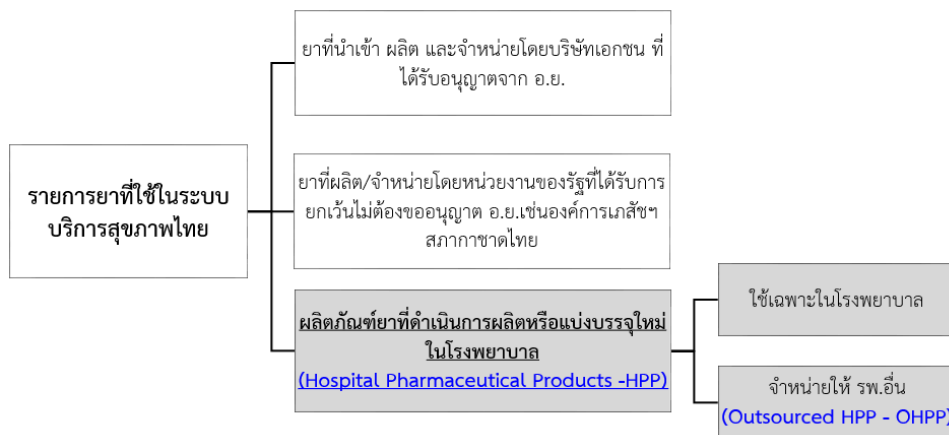 ยาที่นำเข้า ผลิต และจำหน่ายโดยบริษัทเอกชน ที่
ได้รับอนุญาตจาก อ.ย.
รายการยาที่ใช้ในระบบ
บริการสุขภาพไทย
ยาที่ผลิต/จำหน่ายโดยหน่วยงานของรัฐที่ได้รับการ
ยกเว้นไม่ต้องขออนุญาต อ.ย.เช่นองค์การเภสัชฯ
สภากาชาดไทย
ผลิตภัณฑ์ยาที่ดำเนินการผลิตหรือแบ่งบรรจุใหม่
ในโรงพยาบาล
(Hospital Pharmaceutical Products -HPP)
ใช้เฉพาะในโรงพยาบาล
จำหน่ายให้ รพ.อื่น
(Outsourced HPP - OHPP)